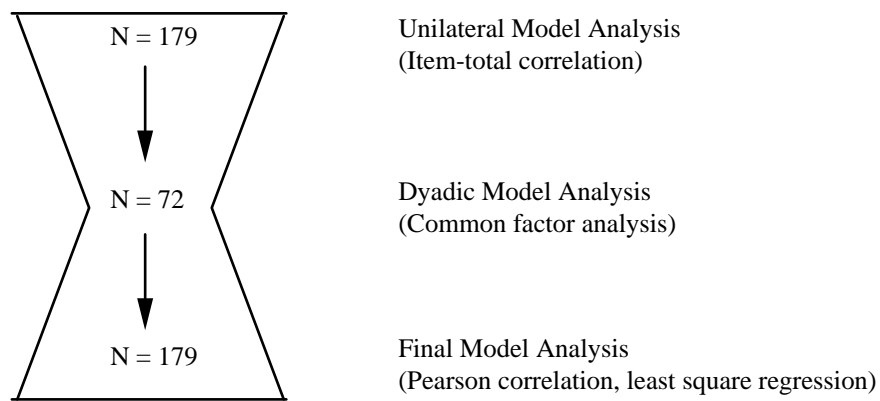 N = 179
Unilateral Model Analysis
(Item-total correlation)
N = 72
Dyadic Model Analysis
(Common factor analysis)
N = 179
Final Model Analysis
(Pearson correlation, least square regression)